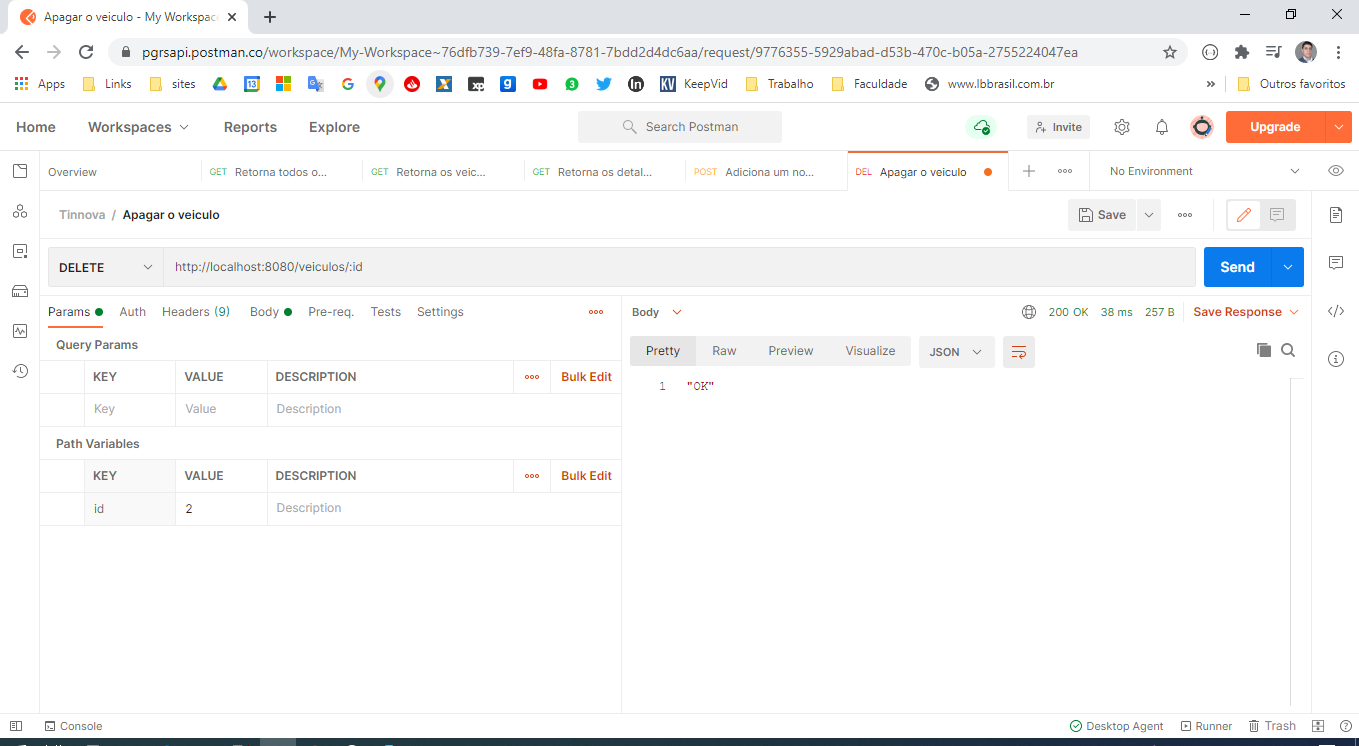 Apagar o veiculo - My Workspac
pgrsapi.postman.co/workspace/My-Workspace~76dfb739-7ef9-48fa-8781-7bdd2d4dc6aa/request/9776355-5929abad-d53b-470c-b05a-2755224047ea
Apps Links sites 13 xp g 3 in KV KeepVid Trabalho Faculdade www.lbbrasil.com.br » Outros favoritos
Home Workspaces Reports Explore Search Postman Invite Upgrade
Overview GET Retorna todos o... GET Retorna os veic... GET Retorna os detal... POST Adiciona um no... DEL Apagar o veiculo No Environment
Tinnova / Apagar o veiculo Save
DELETE http://localhost:8080/veiculos/:id Send
Params Auth Headers (9) Body Pre-req. Tests Settings Body 200 OK 38 ms 257 B Save Response
Query Params Pretty Raw Preview Visualize JSON
KEY VALUE DESCRIPTION Bulk Edit 1 "OK"
Key Value Description
Path Variables
KEY VALUE DESCRIPTION Bulk Edit
id 2 Description
Console Desktop Agent Runner Trash